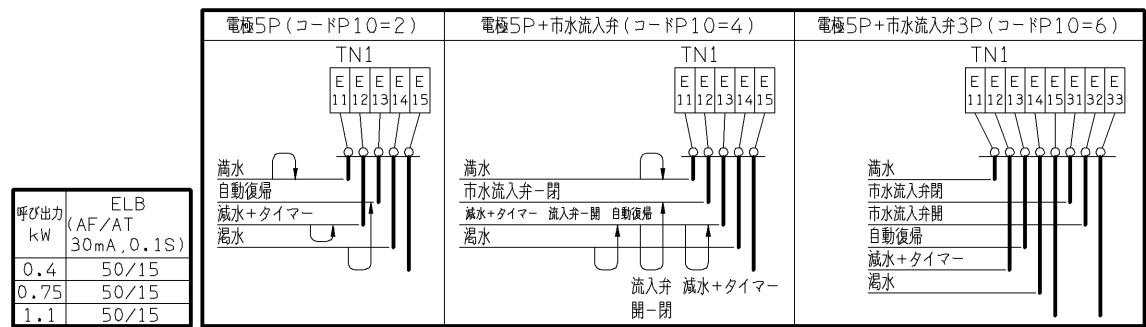 電極5P(コードP10=2)
TN1
E E E E E
11 12 13 14 15
満水
自動復帰
減水+タイマー
渇水
電極5P+市水流入弁(コードP10=4)
TN1
E E E E E
11 12 13 14 15
満水
市水流入弁-閉
減水+タイマー 流入弁-開 自動復帰
渇水
流入弁 減水+タイマー
開-閉
電極5P+市水流入弁3P(コードP10=6)
TN1
E E E E E E E E
11 12 13 14 15 31 32 33
満水
市水流入弁閉
市水流入弁開
自動復帰
減水+タイマー
渇水
呼び出力 ELB
kW (AF/AT
30mA,0.1S)
0.4 50/15
0.75 50/15
1.1 50/15